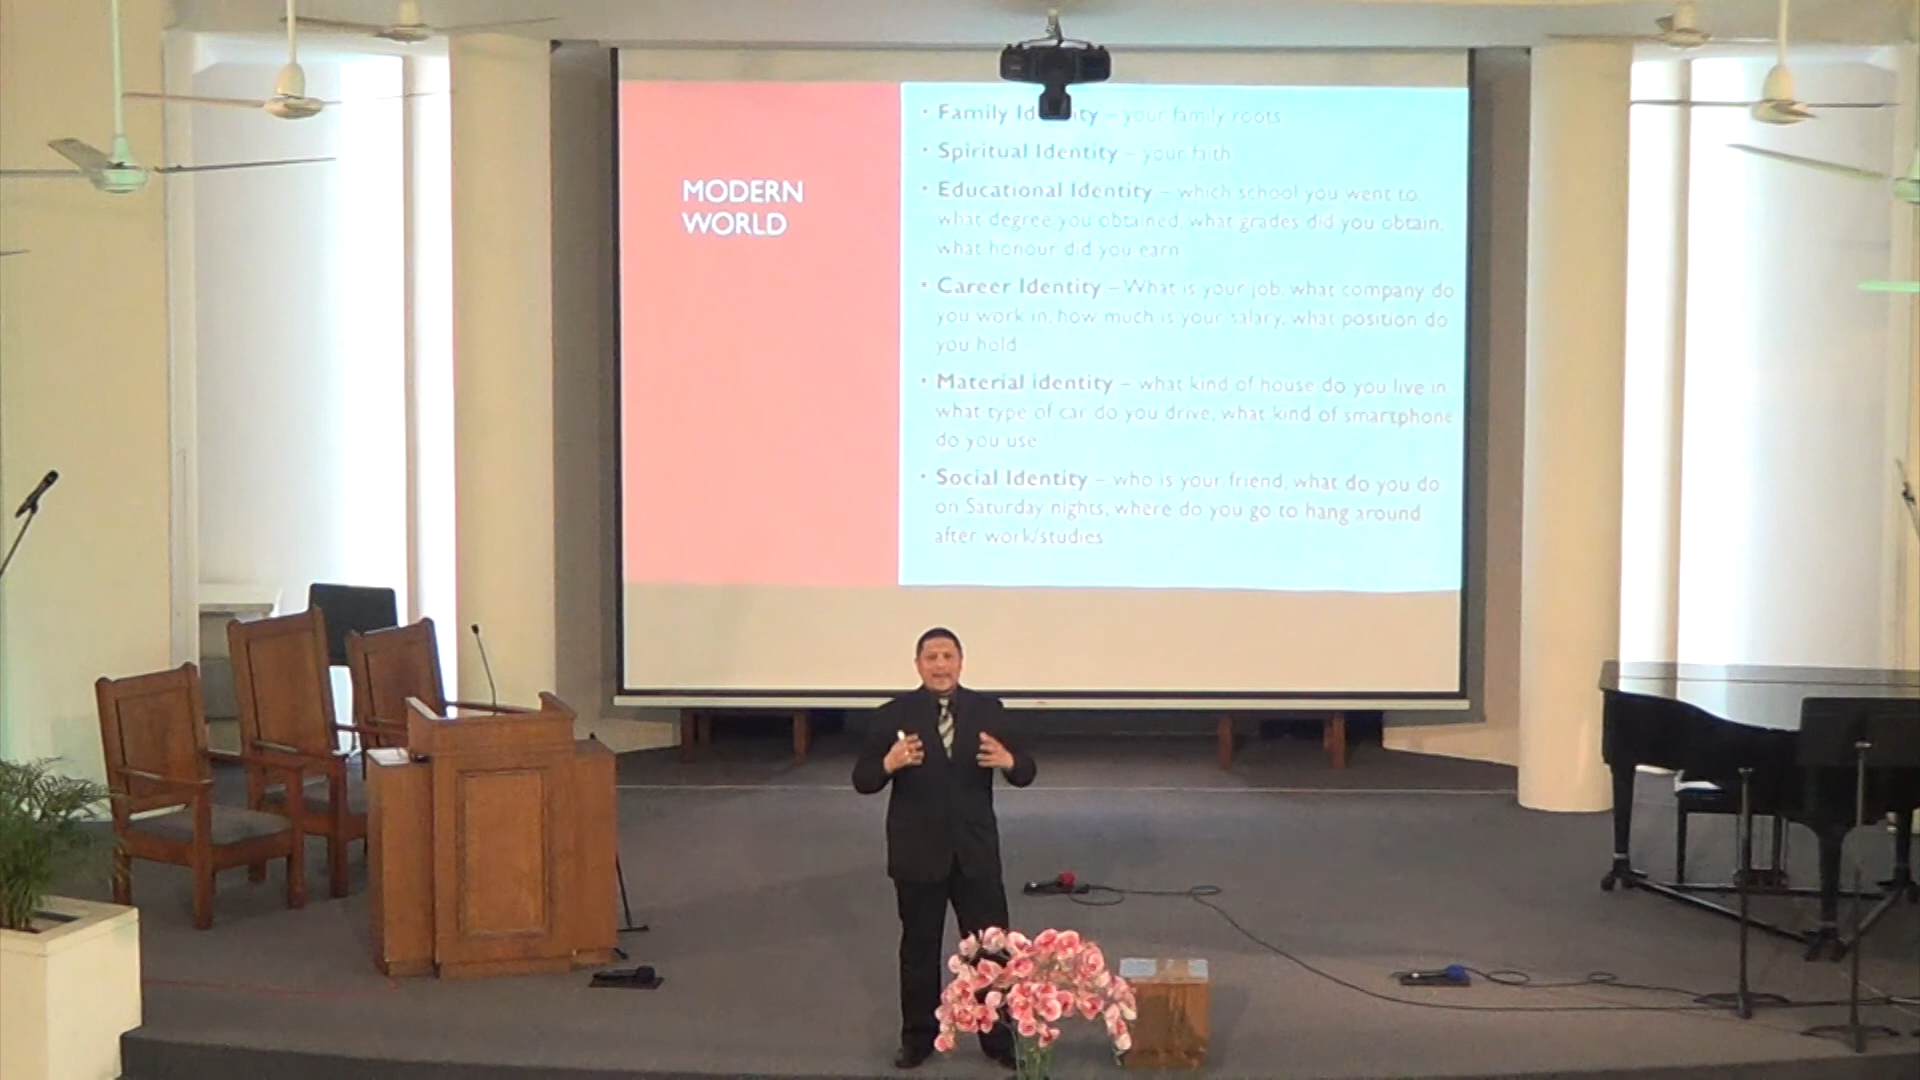 MODERN
WORLD
• Family Identity – your family roots
• Spiritual Identity – your faith
• Educational Identity – which school you went to,
what degree you obtained, what grades did you obtain,
what honour did you earn
• Career Identity – What is your job, what company do
you work in, how much is your salary, what position do
you hold
• Material identity – what kind of house do you live in,
what type of car do you drive, what kind of smartphone
do you use
• Social Identity – who is your friend, what do you do
on Saturday nights, where do you go to hang around
after work/studies